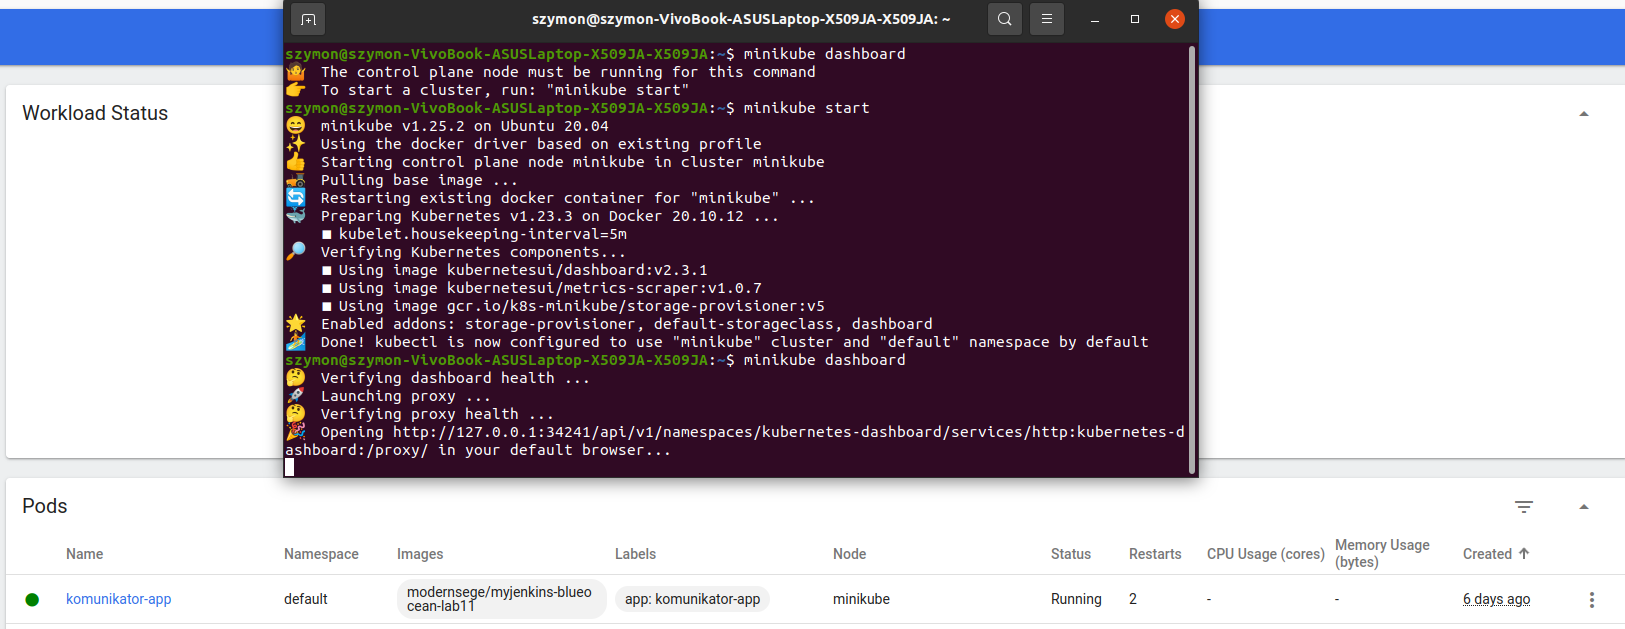 szymon@szymon-VivoBook-ASUSLaptop-X509JA-X509JA: ~
szymon@szymon-VivoBook-ASUSLaptop-X509JA-X509JA:~$ minikube dashboard
The control plane node must be running for this command
To start a cluster, run: "minikube start"
szymon@szymon-VivoBook-ASUSLaptop-X509JA-X509JA:~$ minikube start
minikube v1.25.2 on Ubuntu 20.04
Using the docker driver based on existing profile
Starting control plane node minikube in cluster minikube
Pulling base image ...
Restarting existing docker container for "minikube" ...
Preparing Kubernetes v1.23.3 on Docker 20.10.12 ...
■ kubelet.housekeeping-interval=5m
Verifying Kubernetes components...
■ Using image kubernetesui/dashboard:v2.3.1
■ Using image kubernetesui/metrics-scraper:v1.0.7
■ Using image gcr.io/k8s-minikube/storage-provisioner:v5
Enabled addons: storage-provisioner, default-storageclass, dashboard
Done! kubectl is now configured to use "minikube" cluster and "default" namespace by default
szymon@szymon-VivoBook-ASUSLaptop-X509JA-X509JA:~$ minikube dashboard
Verifying dashboard health ...
Launching proxy ...
Verifying proxy health ...
Opening http://127.0.0.1:34241/api/v1/namespaces/kubernetes-dashboard/services/http:kubernetes-d
ashboard:/proxy/ in your default browser...
Workload Status
Pods
Name Namespace Images Labels Node Status Restarts CPU Usage (cores) Memory Usage
(bytes) Created
komunikator-app default modernsege/myjenkins-blueo
cean-lab11 app: komunikator-app minikube Running 2 - - 6 days ago